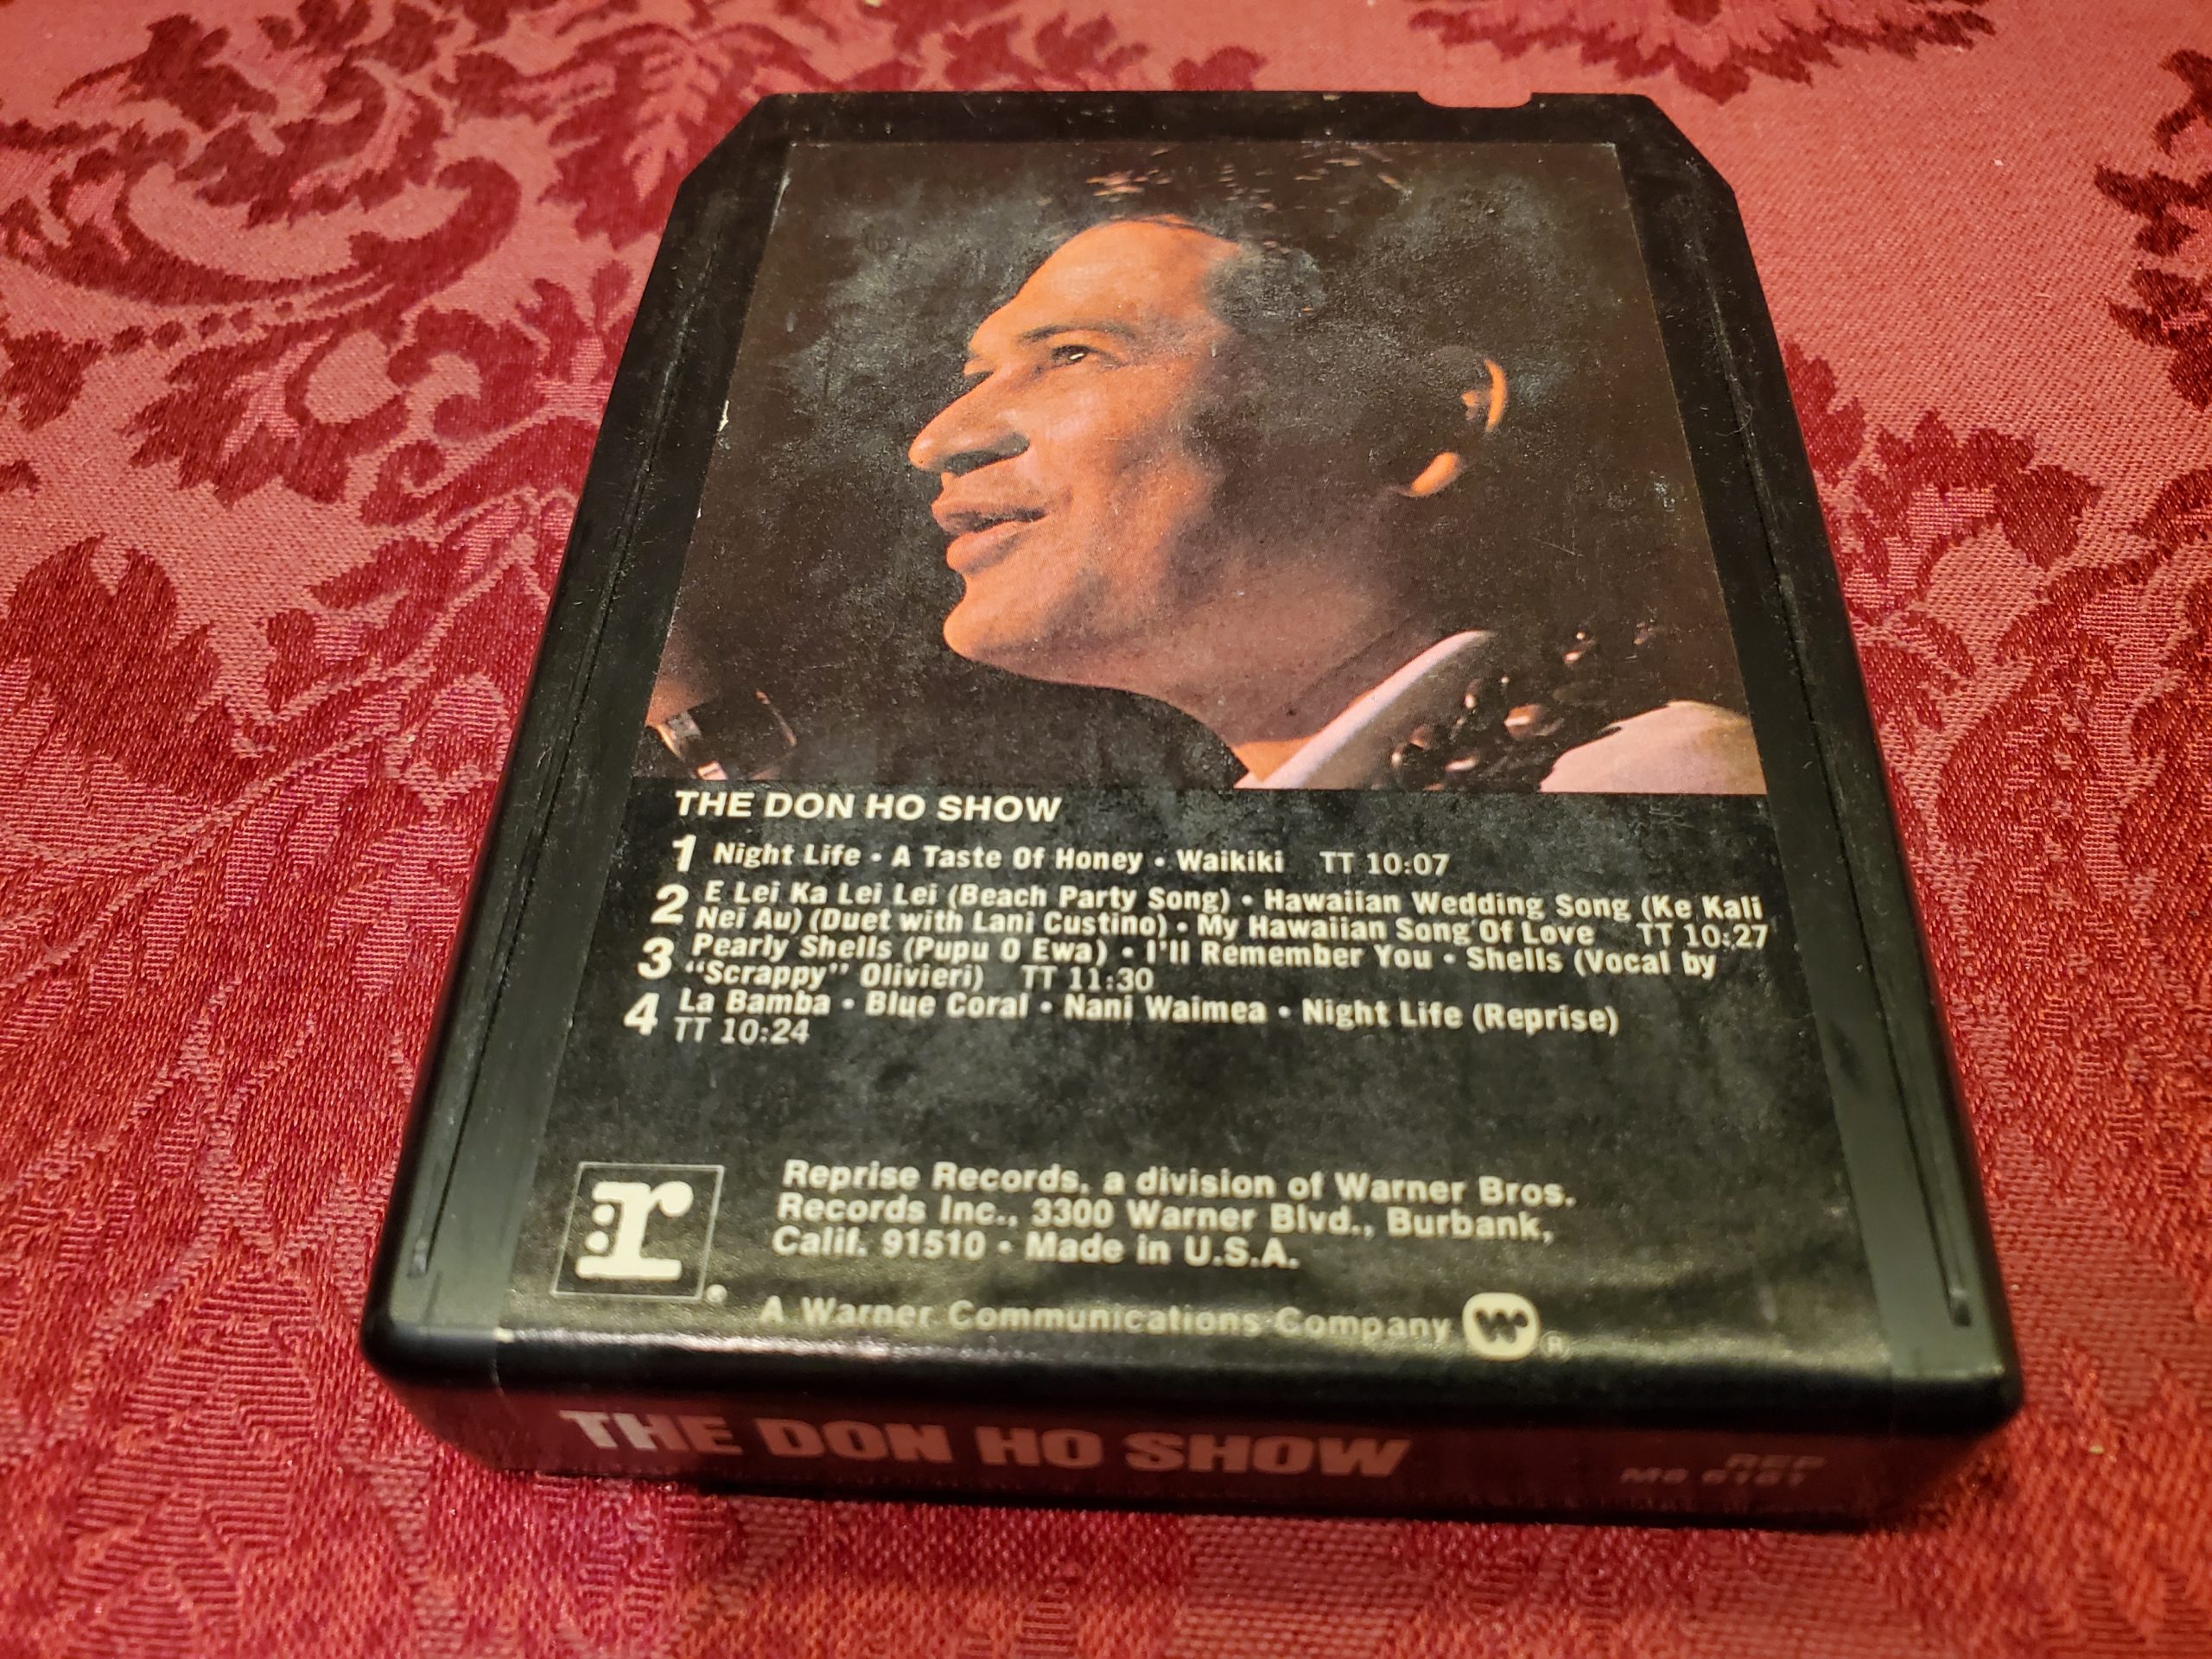 THE DON HO SHOW
1 Night Life • A Taste Of Honey • Waikiki TT 10:07
2 E Lei Ka Lei Lei (Beach Party Song) • Hawaiian Wedding Song (Ke Kali
Nei Au) (Duet with Lani Custino) • My Hawaiian Song Of Love TT 10:27
3 Pearly Shells (Pupu O Ewa) • I'll Remember You • Shells (Vocal by
"Scrappy" Olivieri) TT 11:30
4 La Bamba • Blue Coral • Nani Waimea • Night Life (Reprise)
TT 10:24
r:
Reprise Records, a division of Warner Bros.
Records Inc., 3300 Warner Blvd., Burbank,
Calif. 91510 • Made in U.S.A.
A Warner Communications Company W ®
THE DON HO SHOW
REP